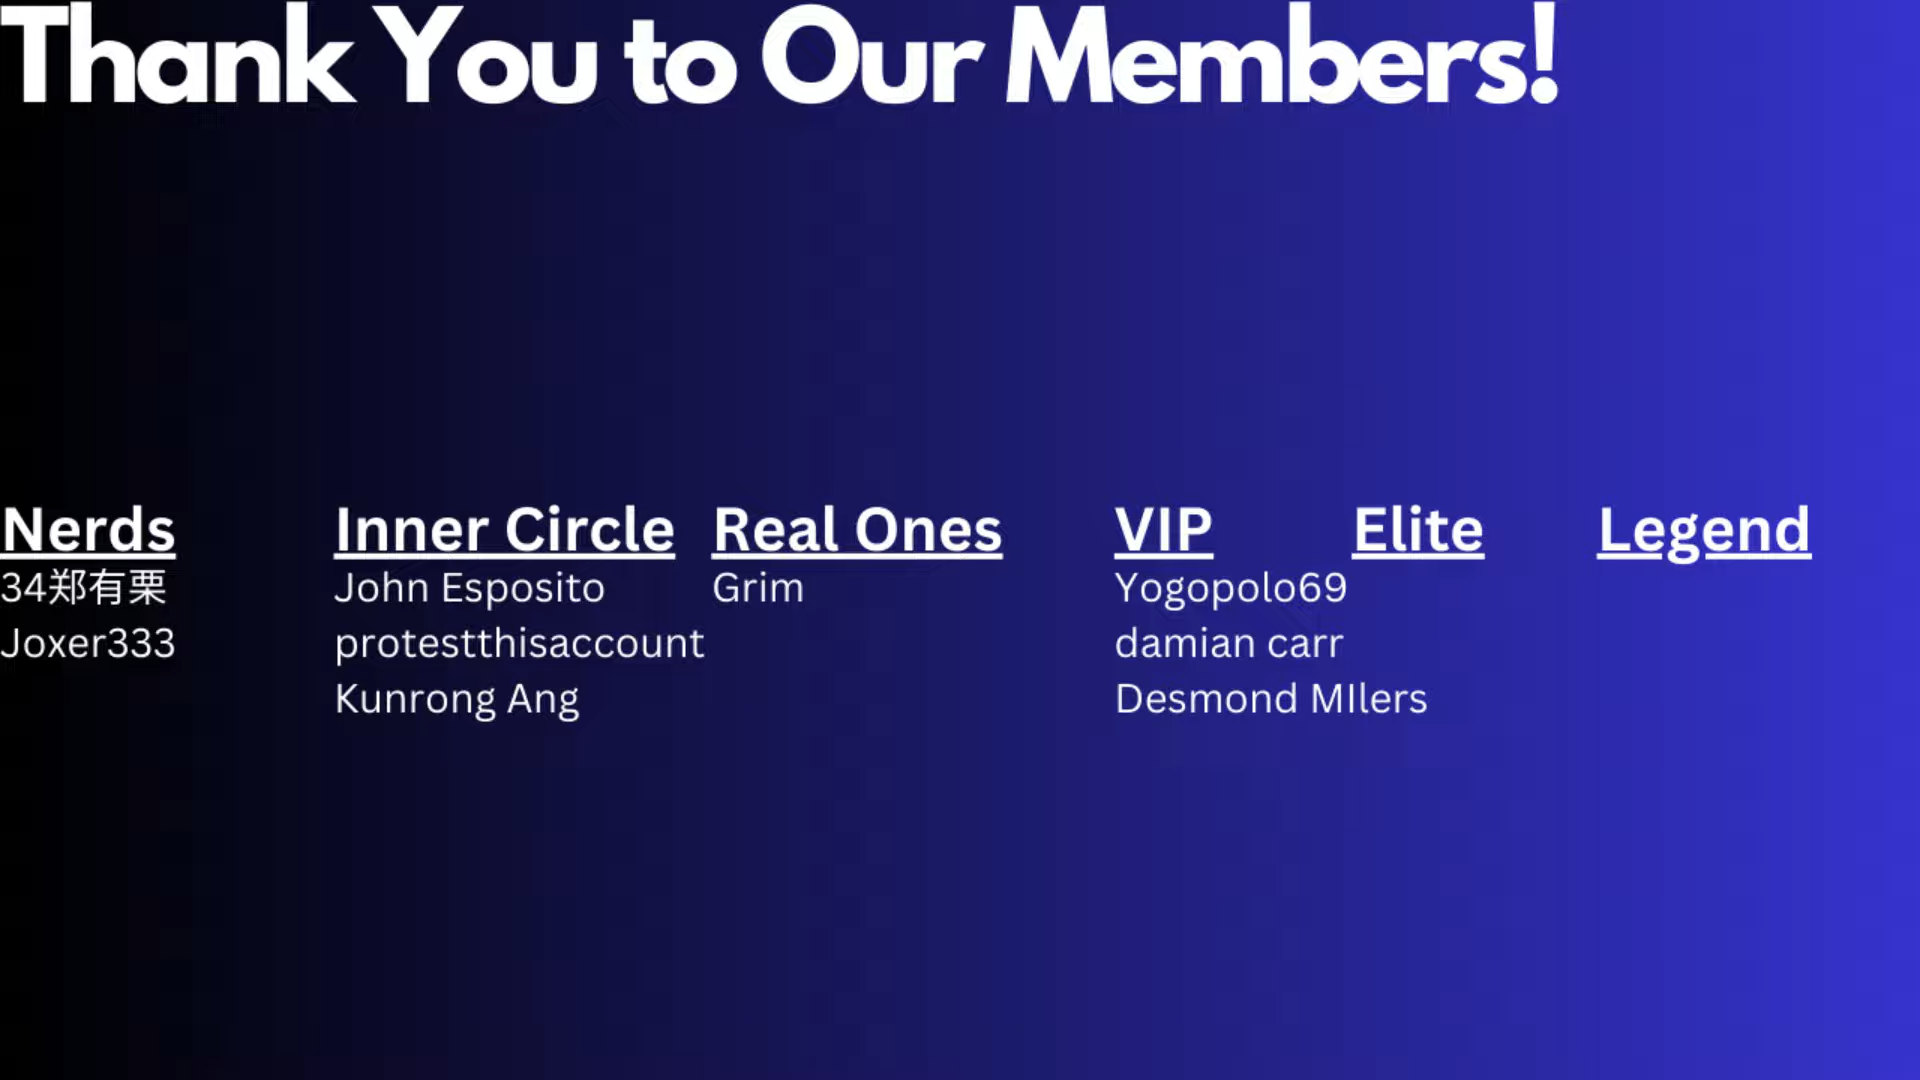 Thank You to Our Members!
Nerds
34郑有栗
Joxer333
Inner Circle
John Esposito
protestthisaccount
Kunrong Ang
Real Ones
Grim
VIP
Yogopolo69
damian carr
Desmond MIlers
Elite
Legend